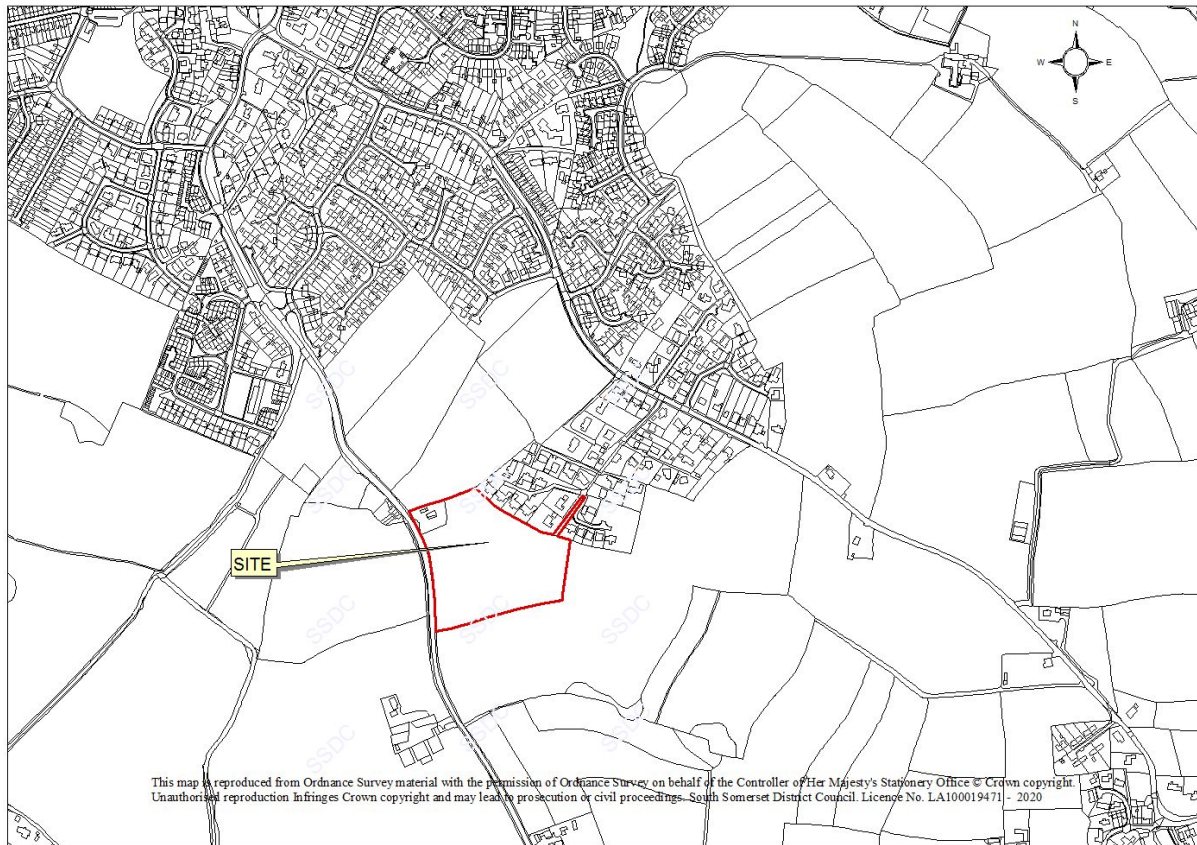 N
W E
S
SSDC SSDC SSDC
SSDC SSDC SSDC
SITE
SSDC SSDC SSDC
SSDC SSDC SSDC
This map is reproduced from Ordnance Survey material with the permission of Ordnance Survey on behalf of the Controller of Her Majesty's Stationery Office © Crown copyright.
Unauthorised reproduction Infringes Crown copyright and may lead to prosecution or civil proceedings. South Somerset District Council. Licence No. LA100019471 - 2020